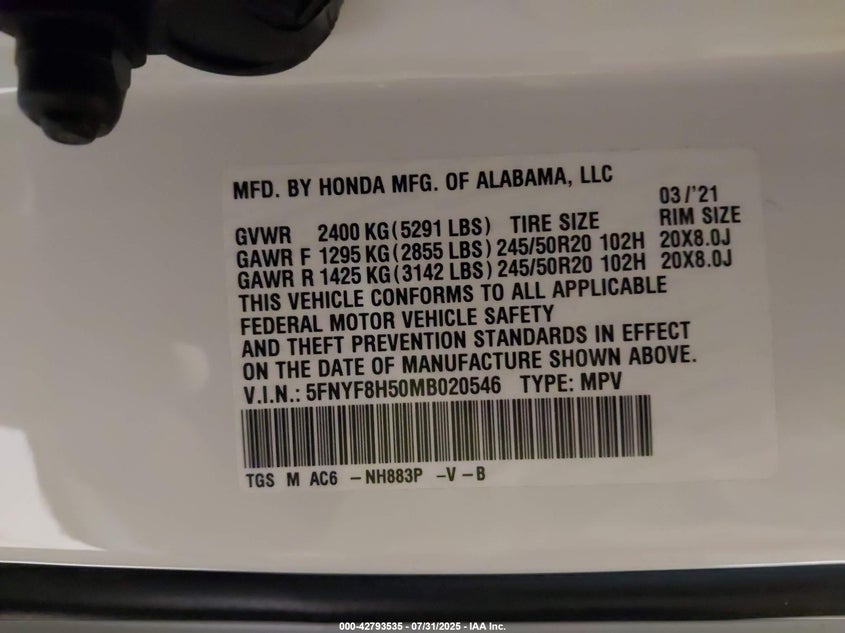 MFD. BY HONDA MFG. OF ALABAMA, LLC
03/'21
GVWR 2400 KG(5291 LBS) TIRE SIZE RIM SIZE
GAWR F 1295 KG(2855 LBS) 245/50R20 102H 20X8.0J
GAWR R 1425 KG(3142 LBS) 245/50R20 102H 20X8.0J
THIS VEHICLE CONFORMS TO ALL APPLICABLE
FEDERAL MOTOR VEHICLE SAFETY
AND THEFT PREVENTION STANDARDS IN EFFECT
ON THE DATE OF MANUFACTURE SHOWN ABOVE.
V.I.N.: 5FNYF8H50MB020546 TYPE: MPV
TGS M AC6 -NH883P -V -B
000-42793535 - 07/31/2025 - IAA Inc.